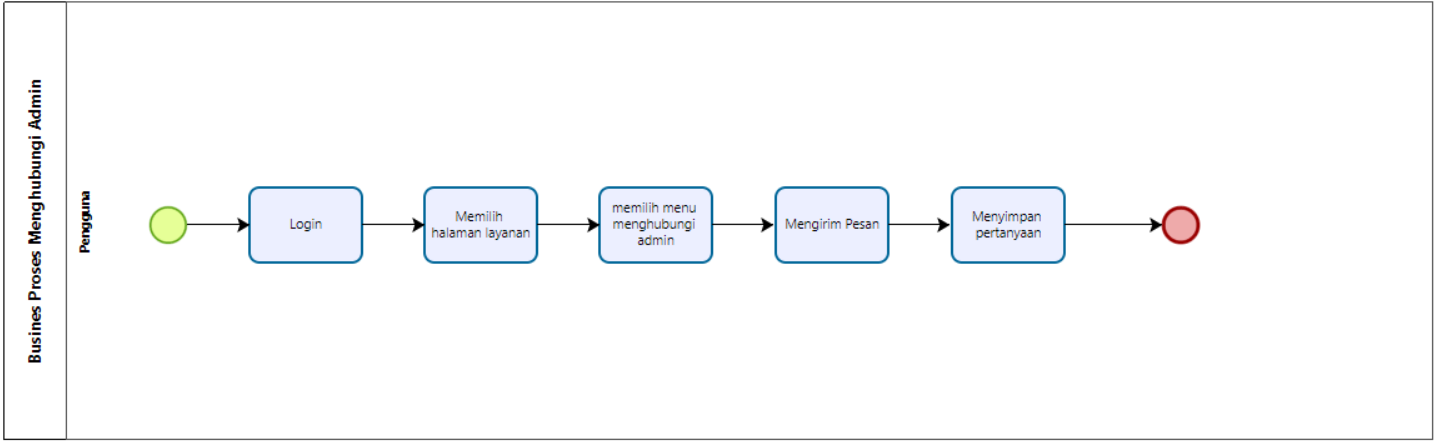 Busines Proses Menghubungi Admin
Pengguna
Login
Memilih
halaman layanan
memilih menu
menghubungi
admin
Mengirim Pesan
Menyimpan
pertanyaan